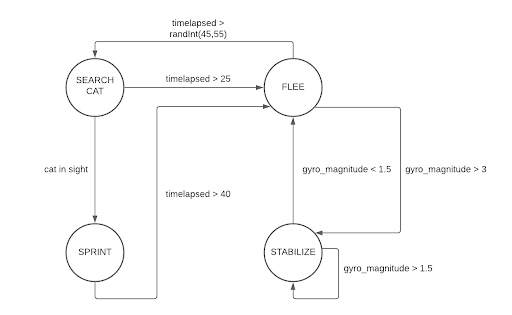 timelapsed >
randInt(45,55)
SEARCH
CAT
timelapsed > 25
FLEE
cat in sight
gyro_magnitude < 1.5
gyro_magnitude > 3
timelapsed > 40
SPRINT
STABILIZE
gyro_magnitude > 1.5